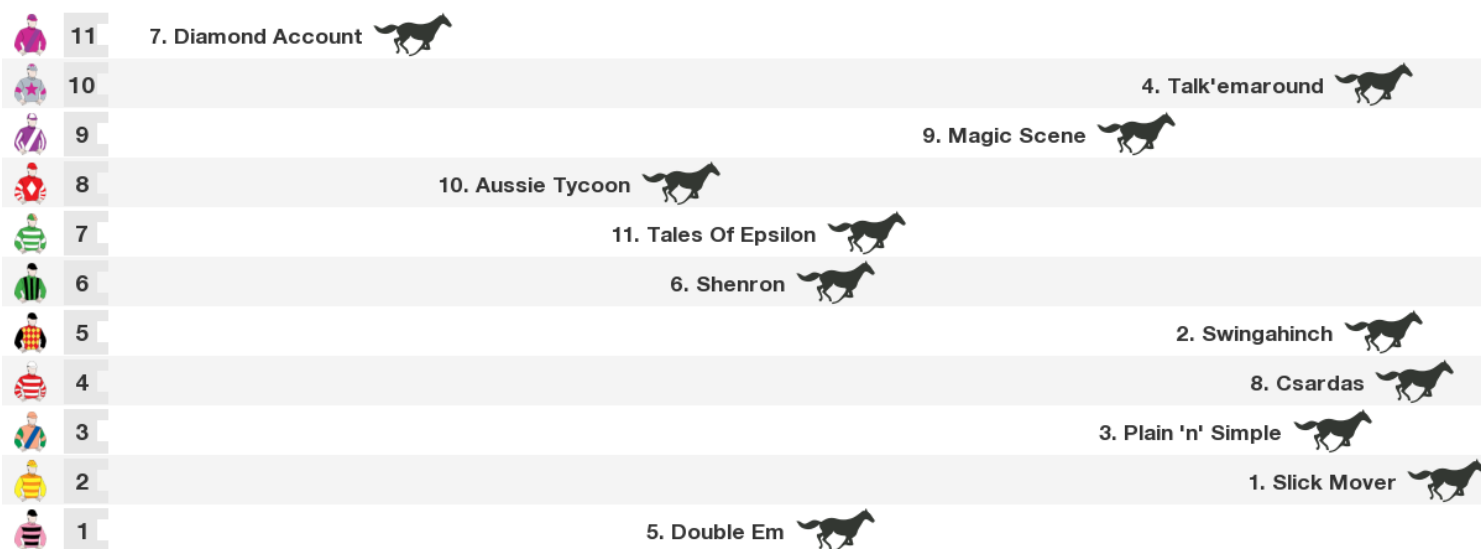 11 7. Diamond Account
10 4. Talk'emaround
9 9. Magic Scene
8 10. Aussie Tycoon
7 11. Tales Of Epsilon
6 6. Shenron
5 2. Swingahinch
4 8. Csardas
3 3. Plain 'n' Simple
2 1. Slick Mover
1 5. Double Em